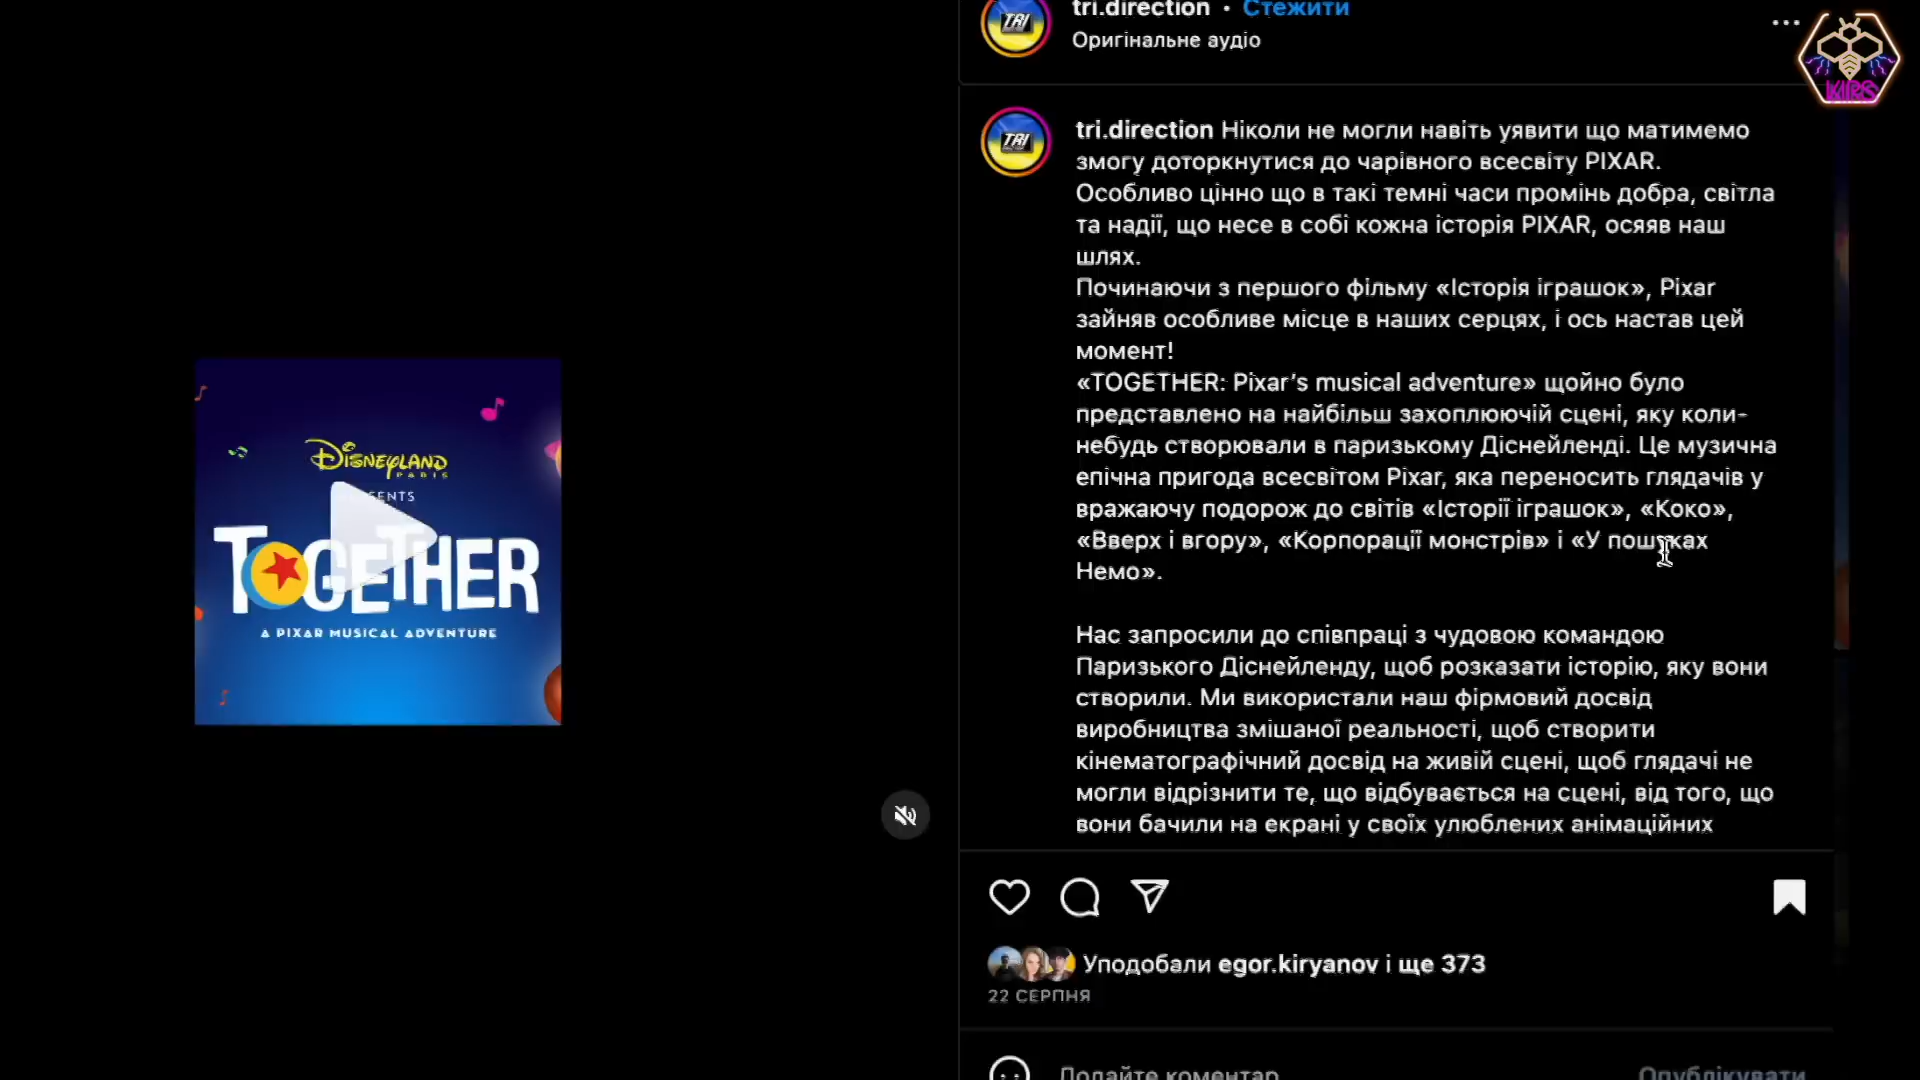 tri.direction • Стежити
Оригінальне аудіо
KIRS
TRI
TRI
tri.direction Ніколи не могли навіть уявити що матимемо
змогу доторкнутися до чарівного всесвіту PIXAR.
Особливо цінно що в такі темні часи промінь добра, світла
та надії, що несе в собі кожна історія PIXAR, осяяв наш
шлях.
Починаючи з першого фільму «Історія іграшок», Pixar
зайняв особливе місце в наших серцях, і ось настав цей
момент!
«TOGETHER: Pixar’s musical adventure» щойно було
представлено на найбільш захоплюючій сцені, яку коли-
небудь створювали в паризькому Діснейленді. Це музична
епічна пригода всесвітом Pixar, яка переносить глядачів у
вражаючу подорож до світів «Історії іграшок», «Коко»,
«Вверх і вгору», «Корпорації монстрів» і «У пошуках
Немо».
Нас запросили до співпраці з чудовою командою
Паризького Діснейленду, щоб розказати історію, яку вони
створили. Ми використали наш фірмовий досвід
виробництва змішаної реальності, щоб створити
кінематографічний досвід на живій сцені, щоб глядачі не
могли відрізнити те, що відбувається на сцені, від того, що
вони бачили на екрані у своїх улюблених анімаційних
DISNEYLAND
PARIS
TOGETHER
A PIXAR MUSICAL ADVENTURE
Уподобали egor.kiryanov і ще 373
22 СЕРПНЯ
Додайте коментар
Опублікувати